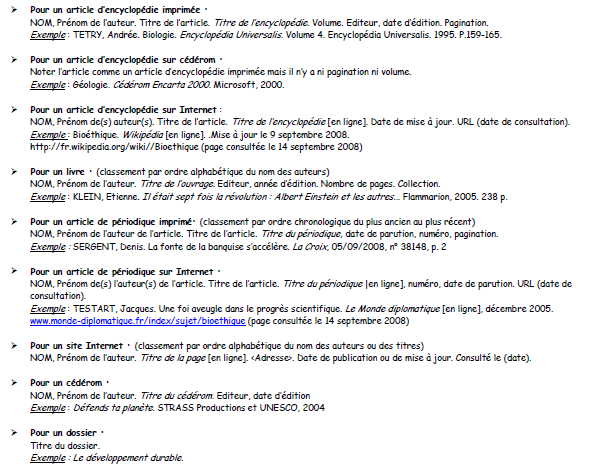 ➤ Pour un article d'encyclopédie imprimée •
NOM, Prénom de l'auteur. Titre de l'article. Titre de l'encyclopédie. Volume. Editeur, date d'édition. Pagination.
Exemple : TETRY, Andrée. Biologie. Encyclopédia Universalis. Volume 4. Encyclopédia Universalis. 1995. P.159-165.
➤ Pour un article d'encyclopédie sur cédérom •
Noter l'article comme un article d'encyclopédie imprimée mais il n'y a ni pagination ni volume.
Exemple : Géologie. Cédérom Encarta 2000. Microsoft, 2000.
➤ Pour un article d'encyclopédie sur Internet :
NOM, Prénom de(s) auteur(s). Titre de l'article. Titre de l'encyclopédie [en ligne]. Date de mise à jour. URL (date de consultation).
Exemple : Bioéthique. Wikipédia [en ligne]. .Mise à jour le 9 septembre 2008.
http://fr.wikipedia.org/wiki//Bioethique (page consultée le 14 septembre 2008)
➤ Pour un livre • (classement par ordre alphabétique du nom des auteurs)
NOM, Prénom de l'auteur. Titre de l'ouvrage. Editeur, année d'édition. Nombre de pages. Collection.
Exemple : KLEIN, Etienne. Il était sept fois la révolution : Albert Einstein et les autres... Flammarion, 2005. 238 p.
➤ Pour un article de périodique imprimé• (classement par ordre chronologique du plus ancien au plus récent)
NOM, Prénom de l'auteur de l'article. Titre de l'article. Titre du périodique, date de parution, numéro, pagination.
Exemple : SERGENT, Denis. La fonte de la banquise s'accélère. La Croix, 05/09/2008, n° 38148, p. 2
➤ Pour un article de périodique sur Internet •
NOM, Prénom de(s) l'auteur(s) de l'article. Titre de l'article. Titre du périodique [en ligne], numéro, date de parution. URL (date de
consultation).
Exemple : TESTART, Jacques. Une foi aveugle dans le progrès scientifique. Le Monde diplomatique [en ligne], décembre 2005.
www.monde-diplomatique.fr/index/sujet/bioethique (page consultée le 14 septembre 2008)
➤ Pour un site Internet • (classement par ordre alphabétique du nom des auteurs ou des titres)
NOM, Prénom de l'auteur. Titre de la page [en ligne]. <Adresse>. Date de publication ou de mise à jour. Consulté le (date).
➤ Pour un cédérom •
NOM, Prénom de l'auteur. Titre du cédérom. Editeur, date d'édition
Exemple : Défends ta planète. STRASS Productions et UNESCO, 2004
➤ Pour un dossier •
Titre du dossier.
Exemple : Le développement durable.